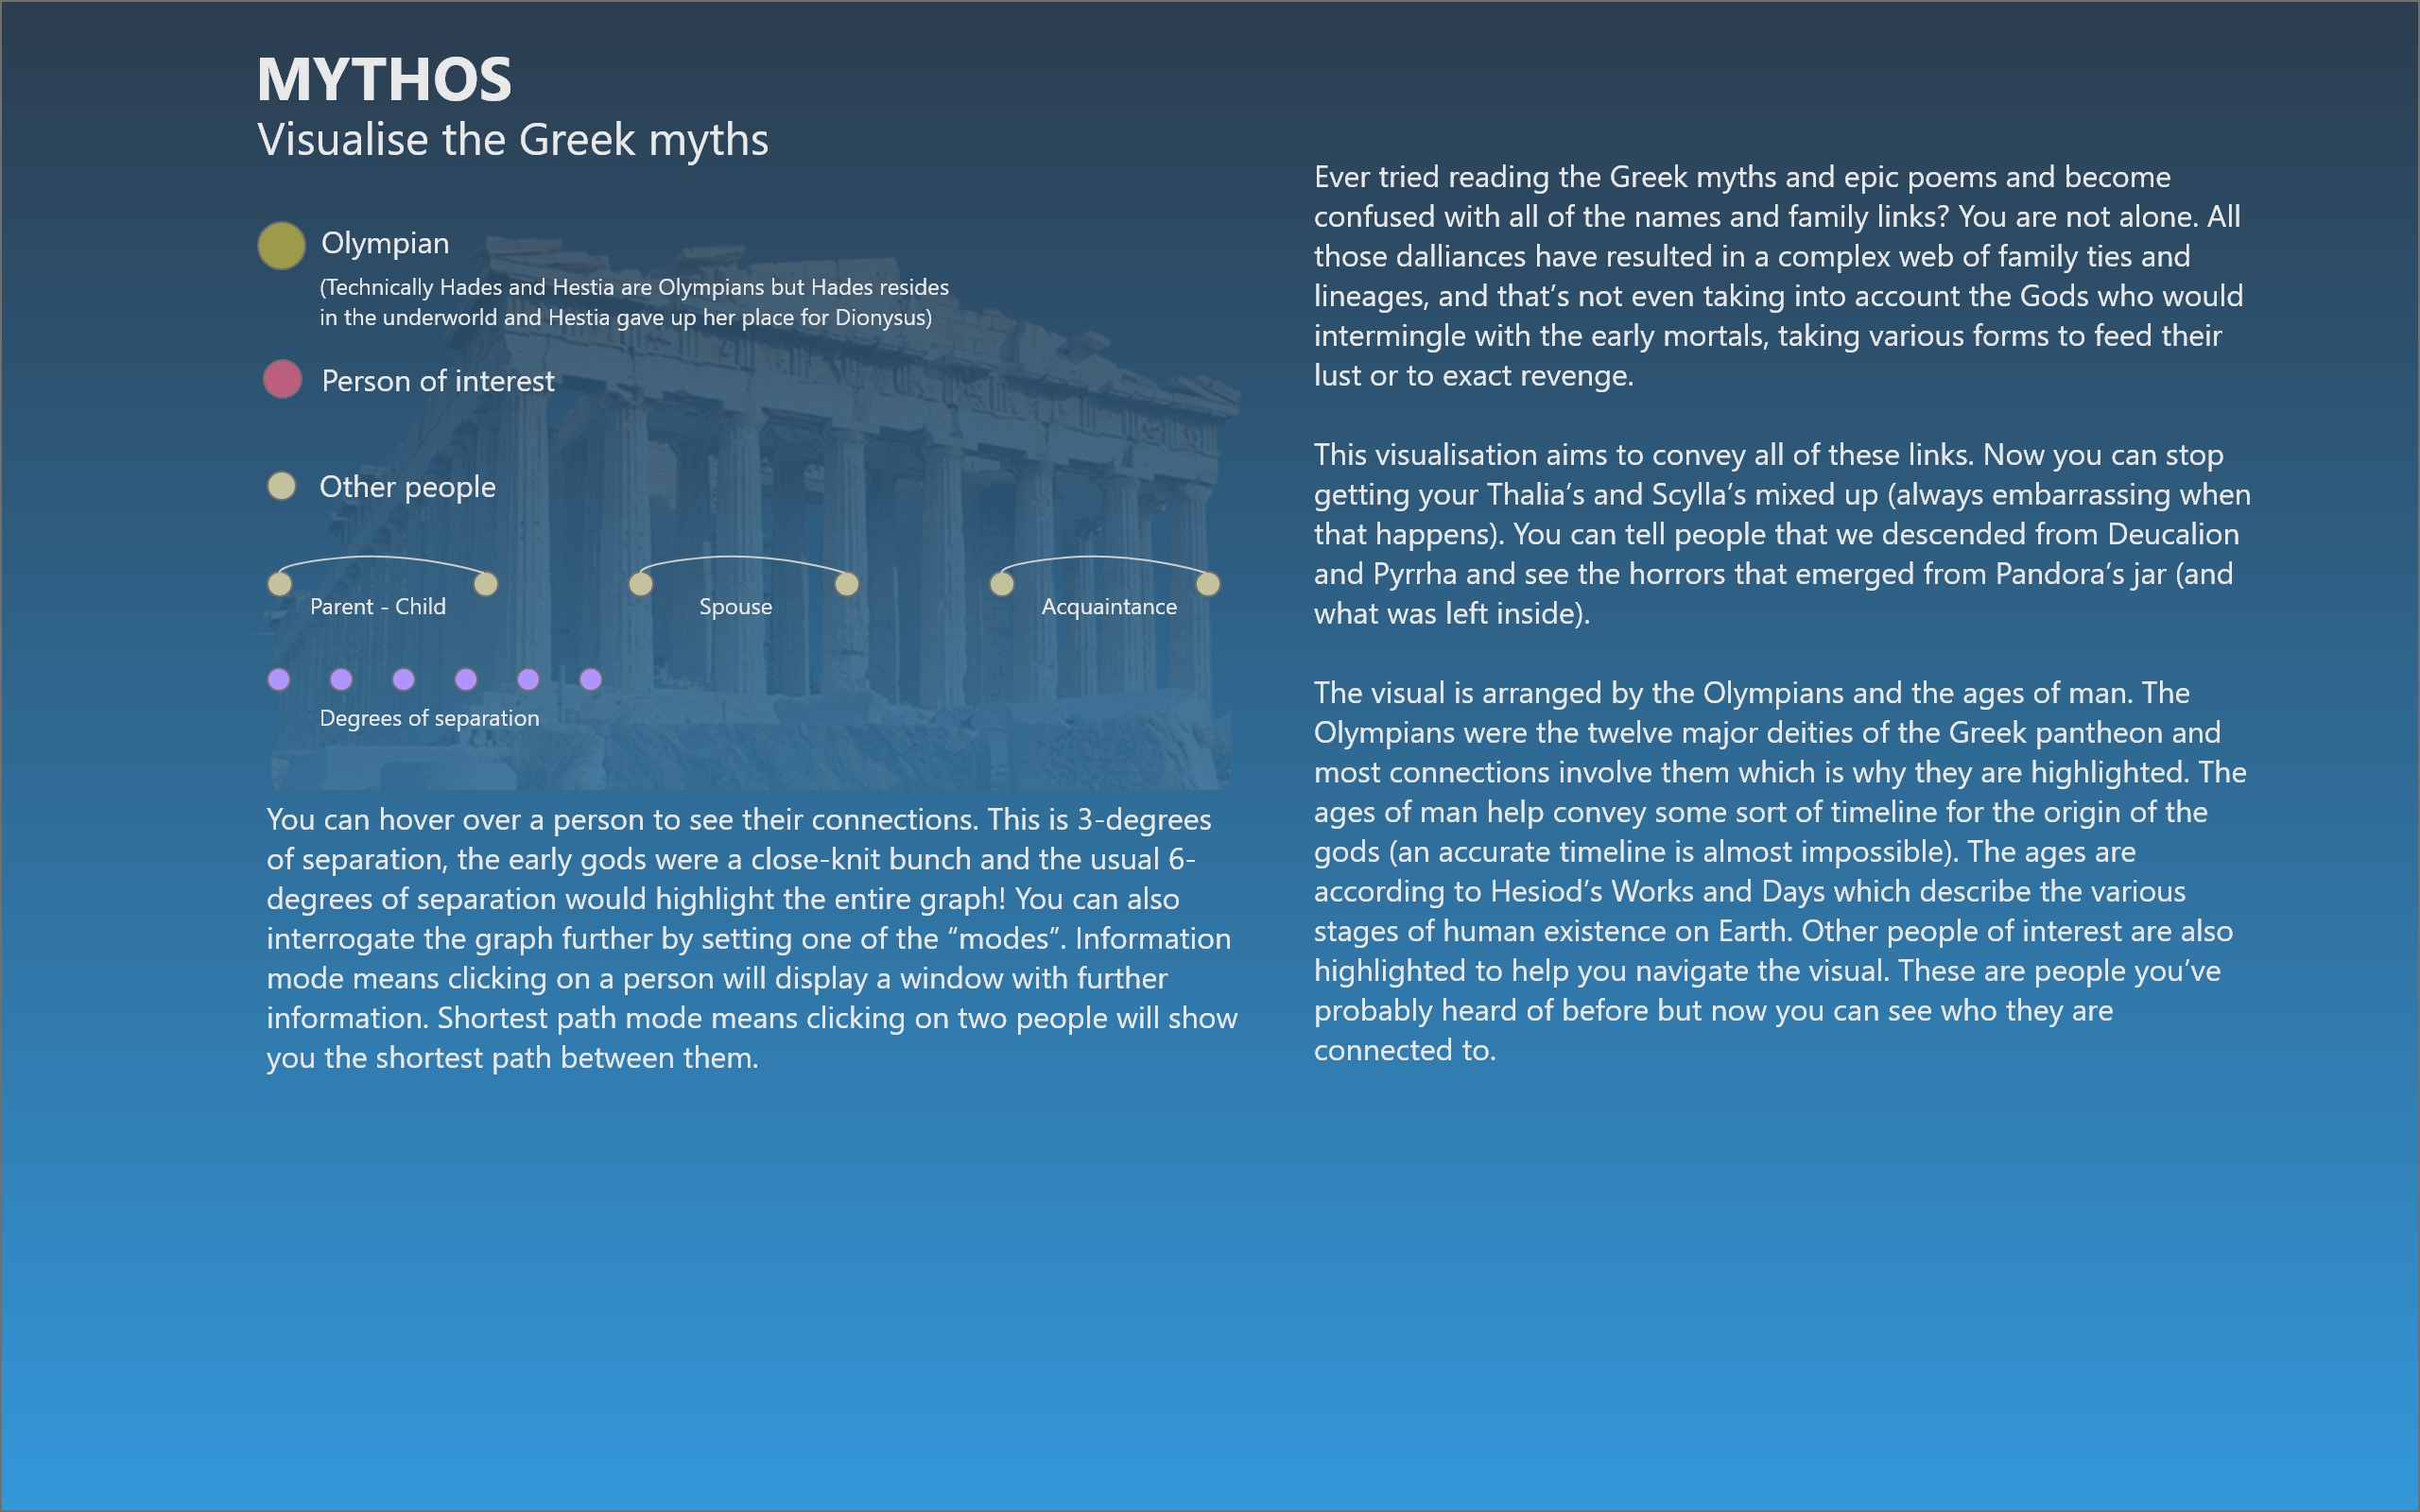 MYTHOS
Visualise the Greek myths
Olympian
(Technically Hades and Hestia are Olympians but Hades resides
in the underworld and Hestia gave up her place for Dionysus)
Person of interest
Other people
Parent - Child
Spouse
Acquaintance
Degrees of separation
You can hover over a person to see their connections. This is 3-degrees
of separation, the early gods were a close-knit bunch and the usual 6-
degrees of separation would highlight the entire graph! You can also
interrogate the graph further by setting one of the “modes”. Information
mode means clicking on a person will display a window with further
information. Shortest path mode means clicking on two people will show
you the shortest path between them.
Ever tried reading the Greek myths and epic poems and become
confused with all of the names and family links? You are not alone. All
those dalliances have resulted in a complex web of family ties and
lineages, and that’s not even taking into account the Gods who would
intermingle with the early mortals, taking various forms to feed their
lust or to exact revenge.
This visualisation aims to convey all of these links. Now you can stop
getting your Thalia’s and Scylla’s mixed up (always embarrassing when
that happens). You can tell people that we descended from Deucalion
and Pyrrha and see the horrors that emerged from Pandora’s jar (and
what was left inside).
The visual is arranged by the Olympians and the ages of man. The
Olympians were the twelve major deities of the Greek pantheon and
most connections involve them which is why they are highlighted. The
ages of man help convey some sort of timeline for the origin of the
gods (an accurate timeline is almost impossible). The ages are
according to Hesiod’s Works and Days which describe the various
stages of human existence on Earth. Other people of interest are also
highlighted to help you navigate the visual. These are people you’ve
probably heard of before but now you can see who they are
connected to.